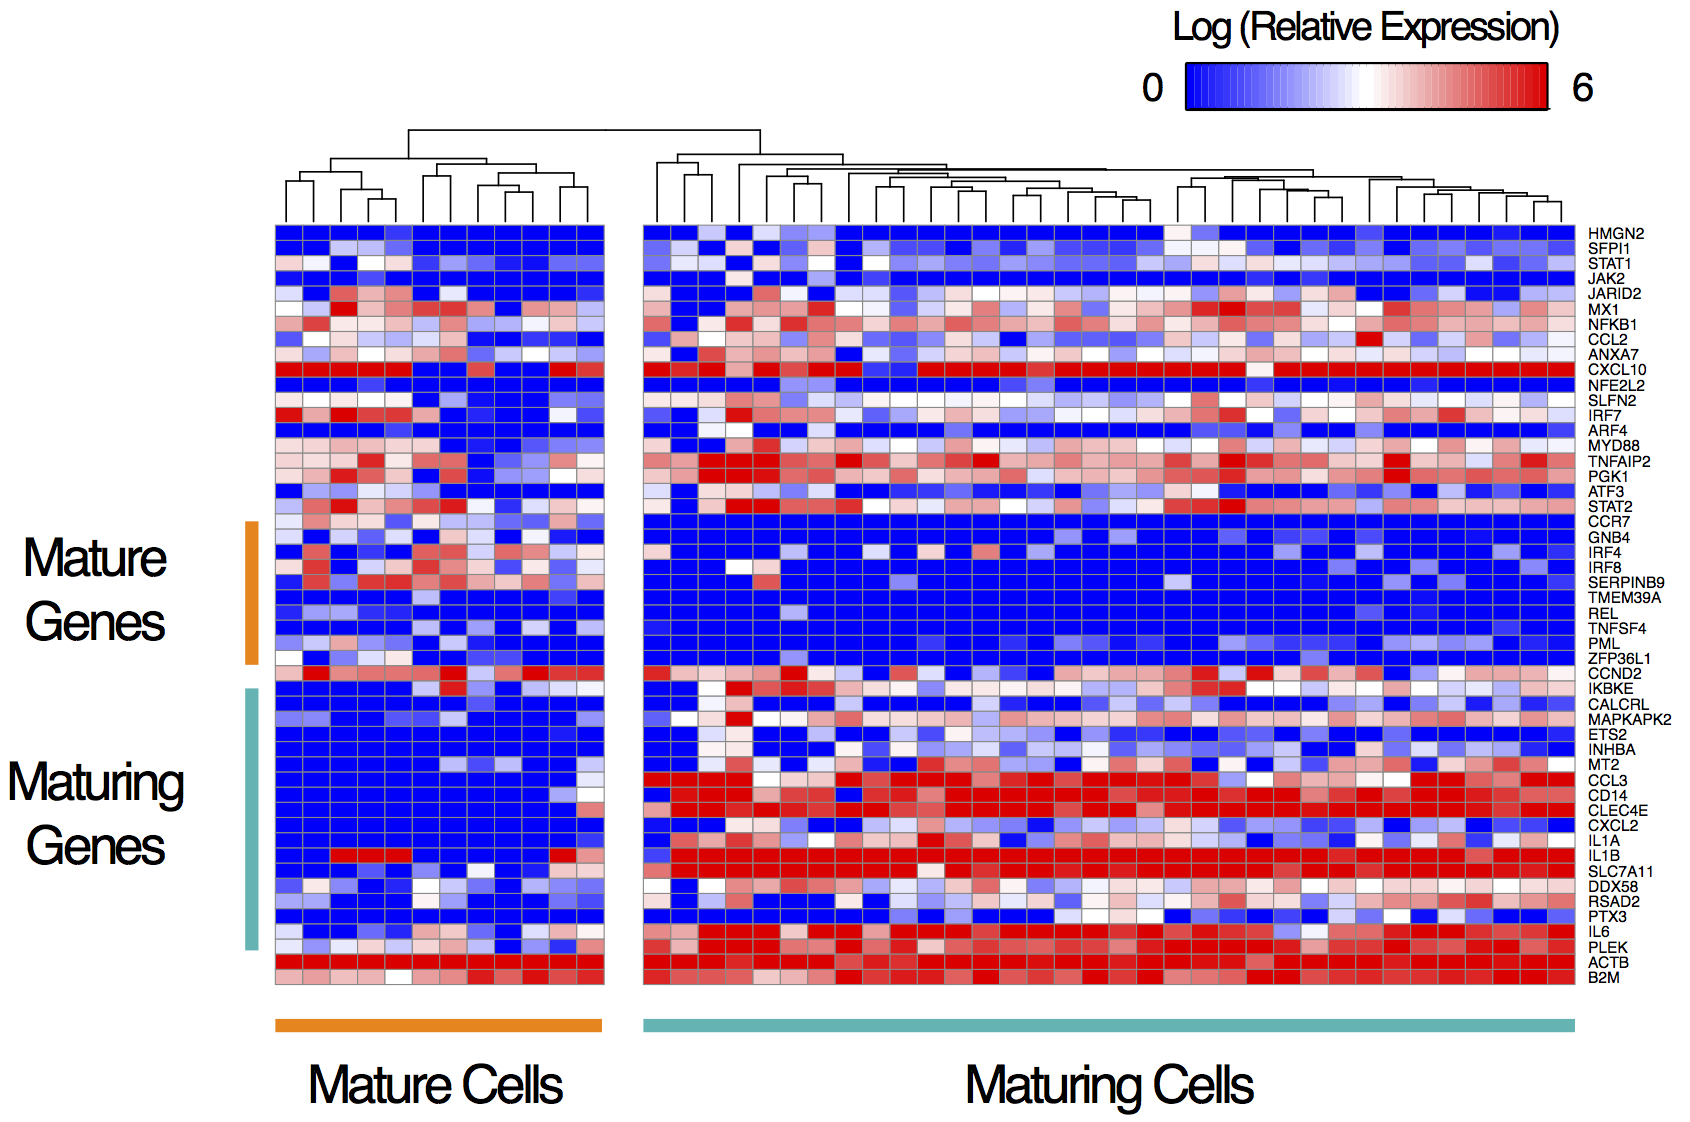 Log (Relative Expression)
0
6
HMGN2
SFPI1
STAT1
JAK2
JARID2
MX1
NFKB1
CCL2
ANXA7
CXCL10
NFE2L2
SLFN2
IRF7
ARF4
MYD88
TNFAIP2
PGK1
ATF3
STAT2
CCR7
GNB4
IRF4
IRF8
SERPINB9
TMEM39A
REL
TNFSF4
PML
ZFP36L1
CCND2
IKBKE
CALCRL
MAPKAPK2
ETS2
INHBA
MT2
CCL3
CD14
CLEC4E
CXCL2
IL1A
IL1B
SLC7A11
DDX58
RSAD2
PTX3
IL6
PLEK
ACTB
B2M
Mature
Genes
Maturing
Genes
Mature Cells
Maturing Cells